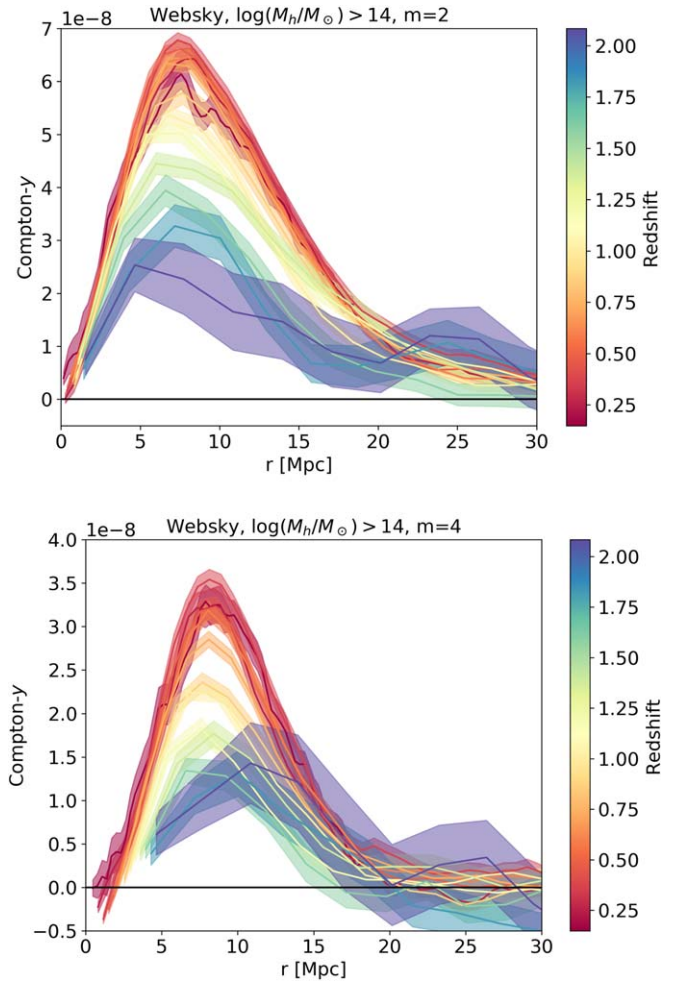 Websky, log(M_h/M_⊙) > 14, m=2
1e−8
7
6
5
4
3
2
1
0
Compton-y
0 5 10 15 20 25 30
r [Mpc]
2.00
1.75
1.50
1.25
1.00
0.75
0.50
0.25
Redshift
Websky, log(M_h/M_⊙) > 14, m=4
1e−8
4.0
3.5
3.0
2.5
2.0
1.5
1.0
0.5
0.0
−0.5
Compton-y
0 5 10 15 20 25 30
r [Mpc]
2.00
1.75
1.50
1.25
1.00
0.75
0.50
0.25
Redshift